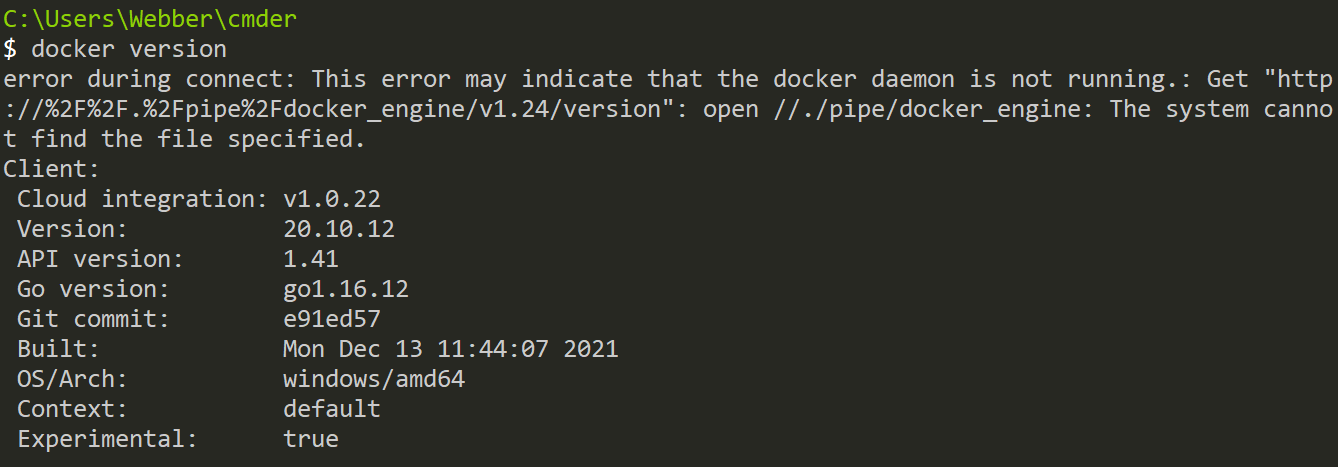 C:\Users\Webber\cmder
$ docker version
error during connect: This error may indicate that the docker daemon is not running.: Get "http
://%2F%2F.%2Fpipe%2Fdocker_engine/v1.24/version": open //./pipe/docker_engine: The system canno
t find the file specified.
Client:
 Cloud integration: v1.0.22
 Version:           20.10.12
 API version:       1.41
 Go version:        go1.16.12
 Git commit:        e91ed57
 Built:             Mon Dec 13 11:44:07 2021
 OS/Arch:           windows/amd64
 Context:           default
 Experimental:      true